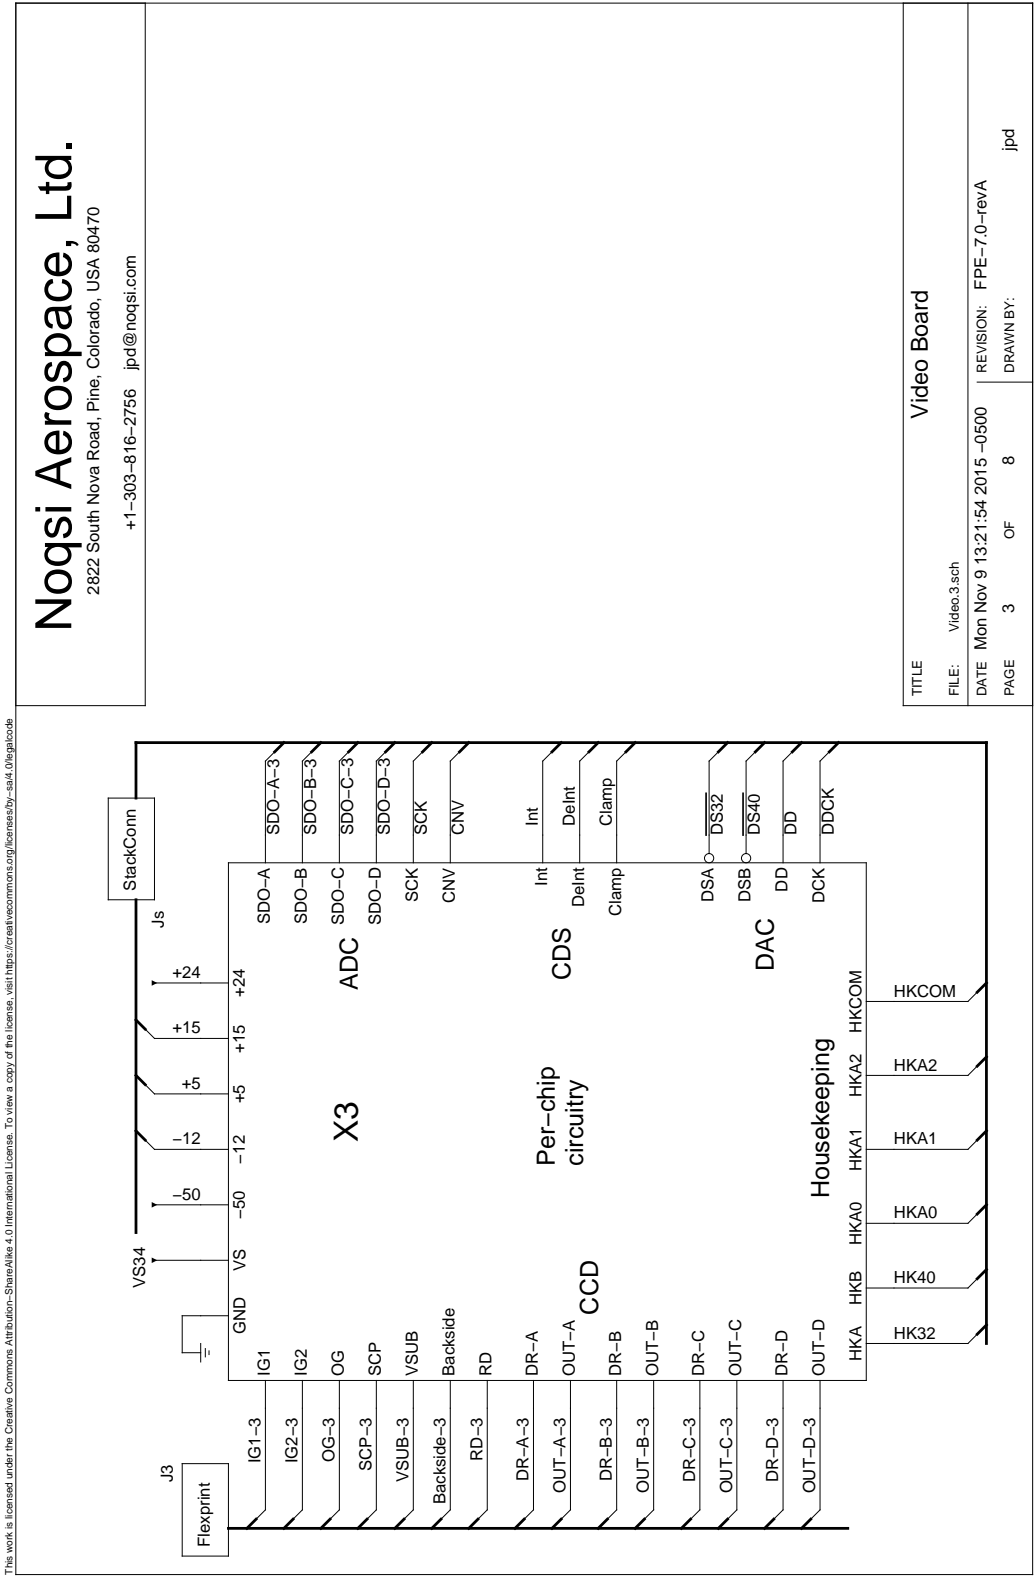 This work is licensed under the Creative Commons Attribution–ShareAlike 4.0 International License. To view a copy of the license, visit https://creativecommons.org/licenses/by–sa/4.0/legalcode
Noqsi Aerospace, Ltd.
2822 South Nova Road, Pine, Colorado, USA 80470
+1–303–816–2756 jpd@noqsi.com
J3
Flexprint
Js
StackConn
VS34
–50
–12
+5
+15
+24
GND
VS
–50
–12
+5
+15
+24
IG1–3
IG2–3
OG–3
SCP–3
VSUB–3
Backside–3
RD–3
DR–A–3
OUT–A–3
DR–B–3
OUT–B–3
DR–C–3
OUT–C–3
DR–D–3
OUT–D–3
IG1
IG2
OG
SCP
VSUB
Backside
RD
DR–A
OUT–A
DR–B
OUT–B
DR–C
OUT–C
DR–D
OUT–D
CCD
X3
Per–chip
circuitry
ADC
CDS
DAC
Housekeeping
SDO–A
SDO–B
SDO–C
SDO–D
SCK
CNV
Int
DeInt
Clamp
DSA
DSB
DD
DCK
SDO–A–3
SDO–B–3
SDO–C–3
SDO–D–3
SCK
CNV
Int
DeInt
Clamp
DS32
DS40
DD
DDCK
HKA
HKB
HKA0
HKA1
HKA2
HKCOM
HK32
HK40
HKA0
HKA1
HKA2
HKCOM
TITLE
Video Board
FILE: Video.3.sch
DATE Mon Nov 9 13:21:54 2015 –0500
REVISION: FPE–7.0–revA
PAGE 3 OF 8
DRAWN BY: jpd